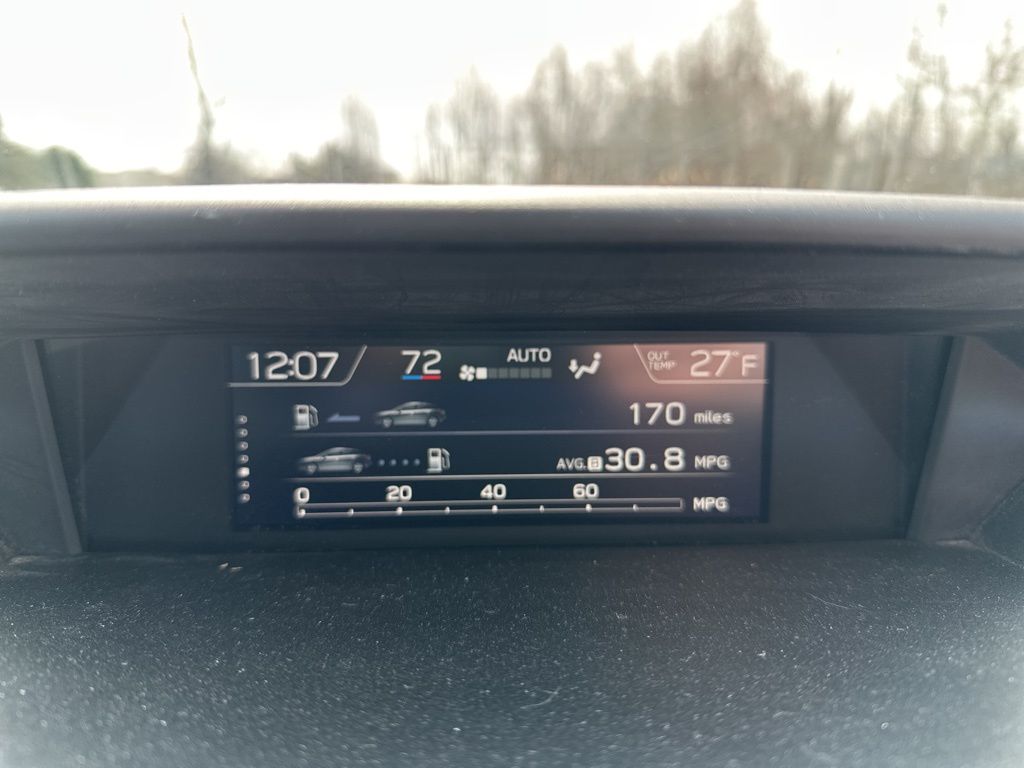 12:07 72 AUTO OUT TEMP 27°F
170 miles
AVG. B 30.8 MPG
0 20 40 60 MPG